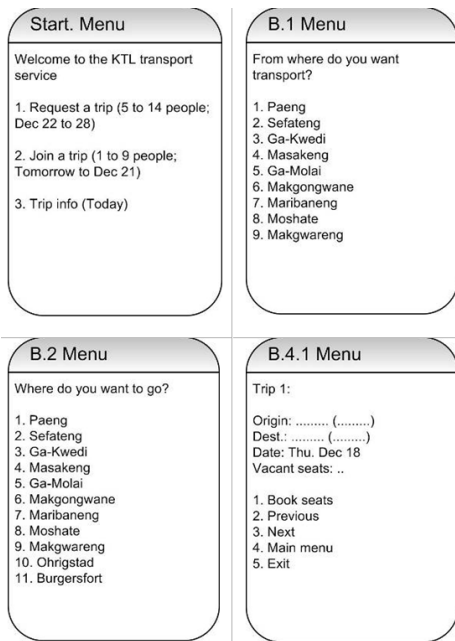 Start. Menu
Welcome to the KTL transport
service
1. Request a trip (5 to 14 people;
Dec 22 to 28)
2. Join a trip (1 to 9 people;
Tomorrow to Dec 21)
3. Trip info (Today)
B.1 Menu
From where do you want
transport?
1. Paeng
2. Sefateng
3. Ga-Kwedi
4. Masakeng
5. Ga-Molai
6. Makgongwane
7. Maribaneng
8. Moshate
9. Makgwareng
B.2 Menu
Where do you want to go?
1. Paeng
2. Sefateng
3. Ga-Kwedi
4. Masakeng
5. Ga-Molai
6. Makgongwane
7. Maribaneng
8. Moshate
9. Makgwareng
10. Ohrigstad
11. Burgersfort
B.4.1 Menu
Trip 1:
Origin: ......... (.........)
Dest.: ......... (.........)
Date: Thu. Dec 18
Vacant seats: ..
1. Book seats
2. Previous
3. Next
4. Main menu
5. Exit